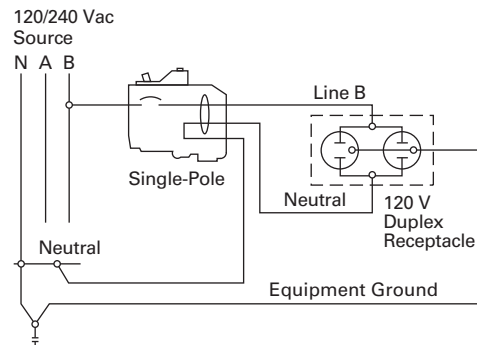 120/240 Vac
Source
N A B
Line B
Single-Pole
Neutral
120 V
Duplex
Receptacle
Neutral
Equipment Ground